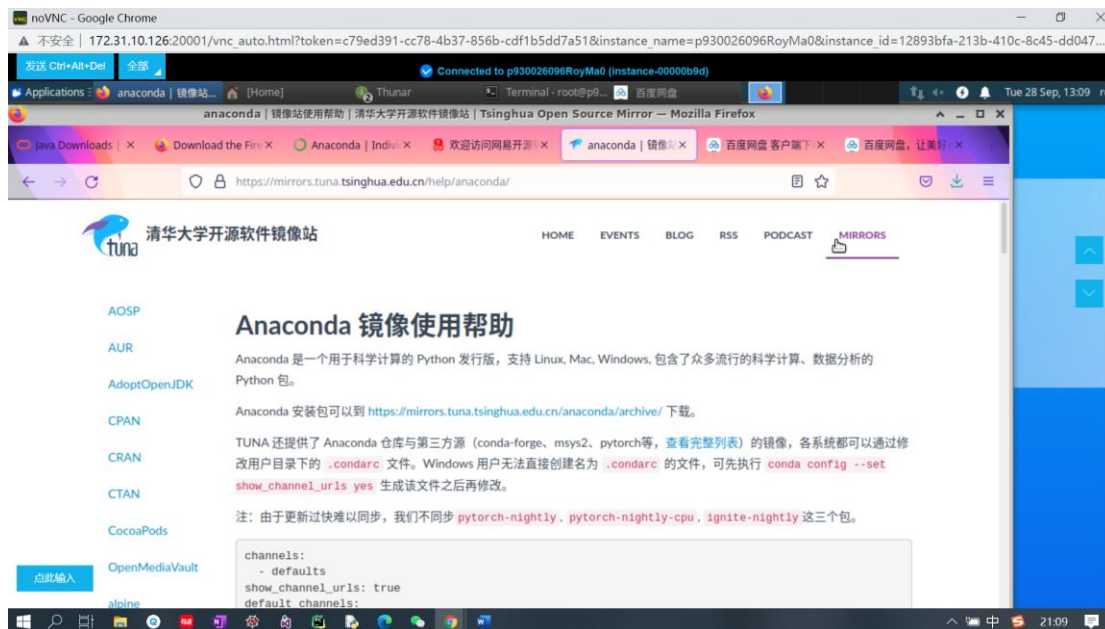 noVNC - Google Chrome
不安全 | 172.31.10.126:20001/vnc_auto.html?token=c79ed391-cc78-4b37-856b-cdf1b5dd7a51&instance_name=p930026096RoyMa0&instance_id=12893bfa-213b-410c-8c45-dd047...
发送 Ctrl+Alt+Del 全部
Connected to p930026096RoyMa0 (instance-00000b9d)
Applications anaconda | 镜像站... [Home] Thunar Terminal - root@p9... 百度网盘 Tue 28 Sep, 13:09
anaconda | 镜像站使用帮助 | 清华大学开源软件镜像站 | Tsinghua Open Source Mirror — Mozilla Firefox
Java Downloads | Download the Fire Anaconda | Indivi 欢迎访问网易开源 anaconda | 镜像 百度网盘 客户端下 百度网盘，让美好
https://mirrors.tuna.tsinghua.edu.cn/help/anaconda/
tuna 清华大学开源软件镜像站
HOME EVENTS BLOG RSS PODCAST MIRRORS
AOSP
AUR
AdoptOpenJDK
CPAN
CRAN
CTAN
CocoaPods
OpenMediaVault
alpine
Anaconda 镜像使用帮助
Anaconda 是一个用于科学计算的 Python 发行版，支持 Linux, Mac, Windows, 包含了众多流行的科学计算、数据分析的
Python 包。
Anaconda 安装包可以到 https://mirrors.tuna.tsinghua.edu.cn/anaconda/archive/ 下载。
TUNA 还提供了 Anaconda 仓库与第三方源（conda-forge、msys2、pytorch等，查看完整列表）的镜像，各系统都可以通过修
改用户目录下的 .condarc 文件。Windows 用户无法直接创建名为 .condarc 的文件，可先执行 conda config --set
show_channel_urls yes 生成该文件之后再修改。
注：由于更新过快难以同步，我们不同步 pytorch-nightly, pytorch-nightly-cpu, ignite-nightly 这三个包。
channels:
- defaults
show_channel_urls: true
default_channels:
点此输入
中 21:09